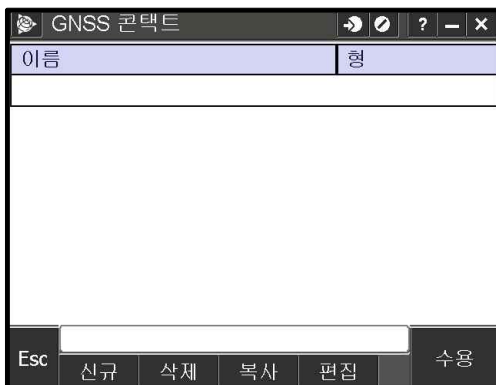 GNSS 콘택트 ? – ×
이름 형
Esc 신규 삭제 복사 편집 수용